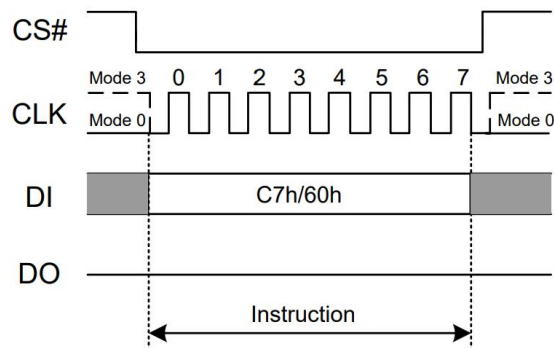 CS#
Mode 3 0 1 2 3 4 5 6 7 Mode 3
CLK
Mode 0 Mode 0
DI C7h/60h
DO
Instruction